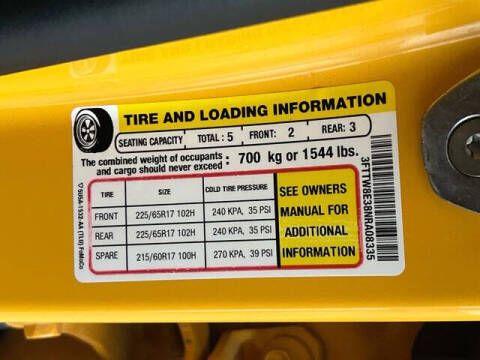 TIRE AND LOADING INFORMATION
SEATING CAPACITY TOTAL : 5 FRONT: 2 REAR: 3
The combined weight of occupants and cargo should never exceed : 700 kg or 1544 lbs.
TIRE SIZE COLD TIRE PRESSURE
FRONT 225/65R17 102H 240 KPA, 35 PSI
REAR 225/65R17 102H 240 KPA, 35 PSI
SPARE 215/60R17 100H 270 KPA, 39 PSI
SEE OWNERS
MANUAL FOR
ADDITIONAL
INFORMATION
3FTTW8E38NRA08335